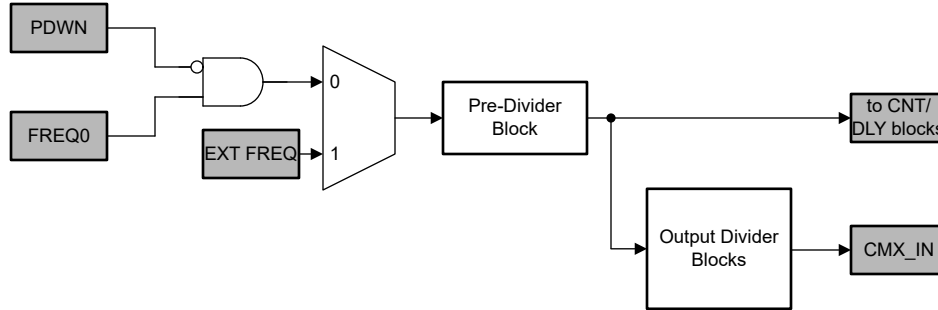 PDWN
FREQ0
EXT FREQ
0
1
Pre-Divider
Block
to CNT/
DLY blocks
Output Divider
Blocks
CMX_IN